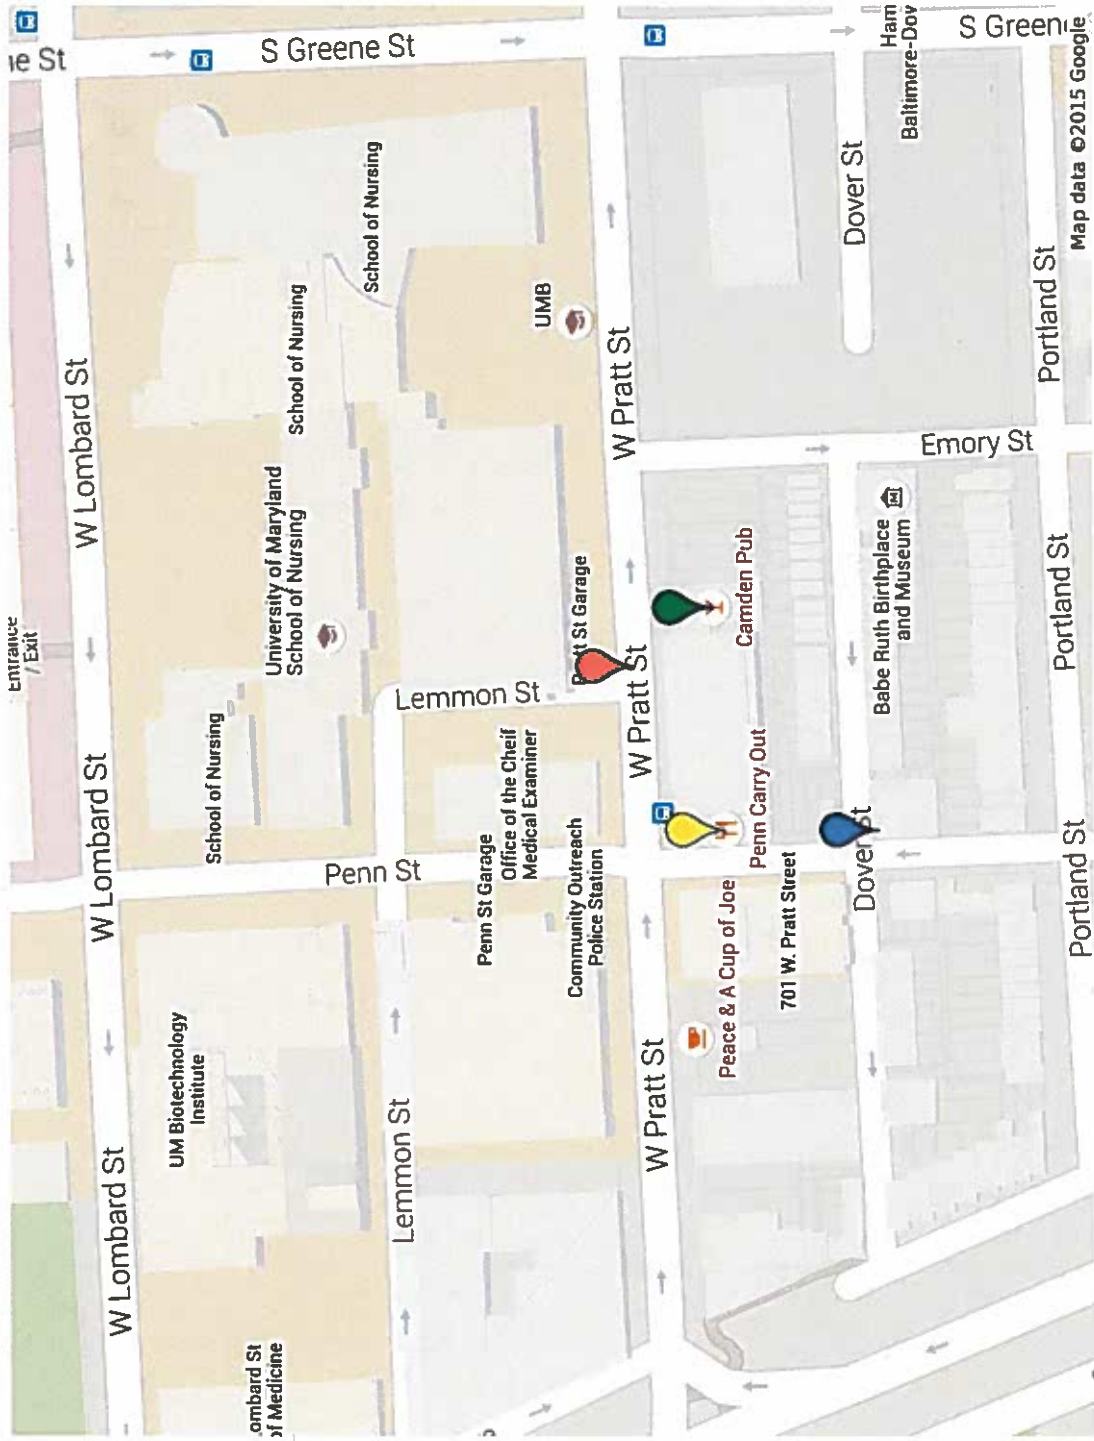 Entrance
/ Exit
W Lombard St
W Lombard St
W Lombard St
W Lombard St
S Greene St
UM Biotechnology
Institute
School of Nursing
of Medicine
University of Maryland
School of Nursing
School of Nursing
School of Nursing
Penn St
Lemmon St
Lemmon St
Penn St Garage
Office of the Cheif
Medical Examiner
UMB
Community Outreach
Police Station
Pratt St Garage
W Pratt St
W Pratt St
W Pratt St
Peace & A Cup of Joe
Penn Carry Out
Camden Pub
701 W. Pratt Street
Dover St
Dover St
Babe Ruth Birthplace
and Museum
Ham
Baltimore-Dov
Emory St
S Greene
Portland St
Portland St
Portland St
Map data ©2015 Google